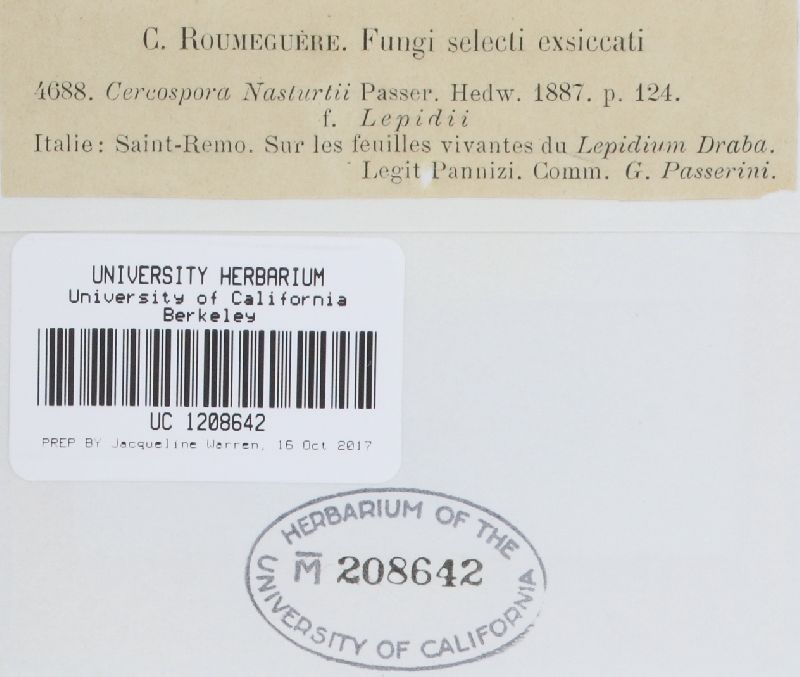 C. ROUMEGUÈRE. Fungi selecti exsiccati
4688. Cercospora Nasturtii Passer. Hedw. 1887. p. 124.
f. Lepidii
Italie: Saint-Remo. Sur les feuilles vivantes du Lepidium Draba.
Legit Pannizi. Comm. G. Passerini.
UNIVERSITY HERBARIUM
University of California
Berkeley
UC 1208642
PREP BY Jacqueline Warren, 16 Oct 2017
HERBARIUM OF THE
M̅ 208642
UNIVERSITY OF CALIFORNIA